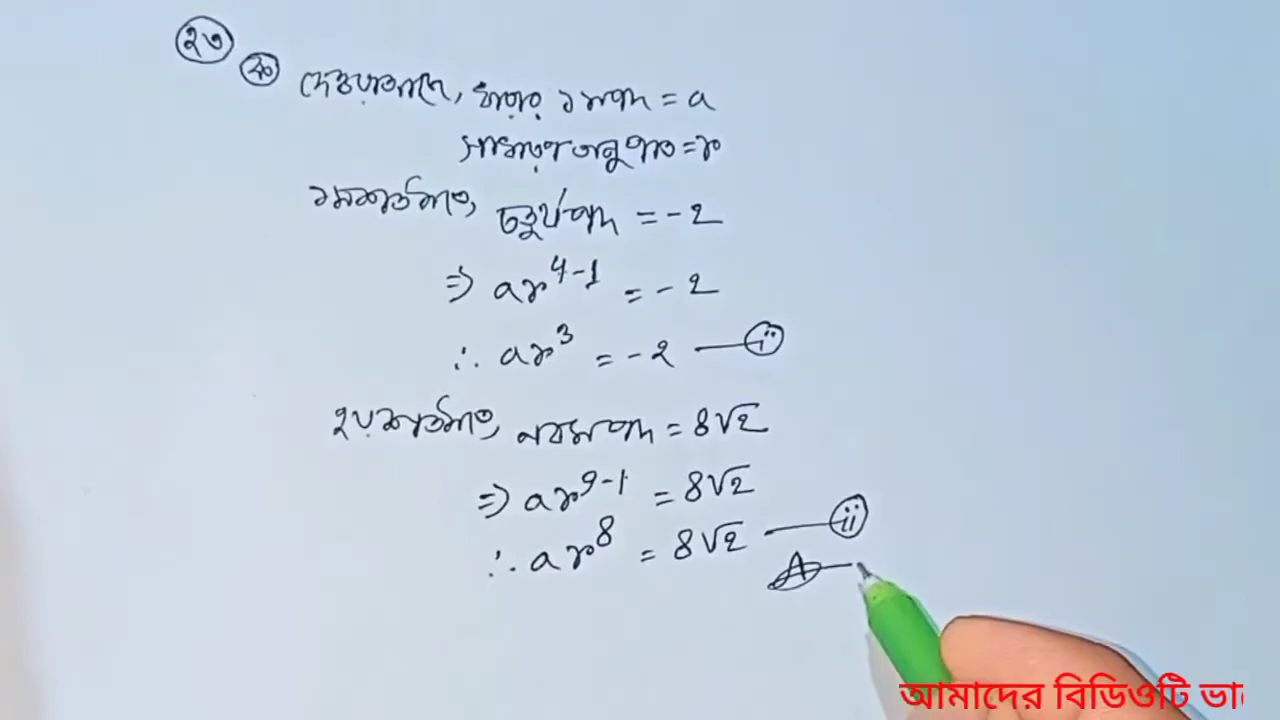 ২৩
ক দেওয়াআছে, ধারার ১ম পদ = a
সাধারণ অনুপাত = r
১ম শর্তমতে, চতুর্থ পদ = -2
⇒ ar^4-1 = -2
∴ ar^3 = -2 — i
২য় শর্তমতে, নবম পদ = 8√2
⇒ ar^9-1 = 8√2
∴ ar^8 = 8√2 — ii
A —
আমাদের বিডিওটি ভা